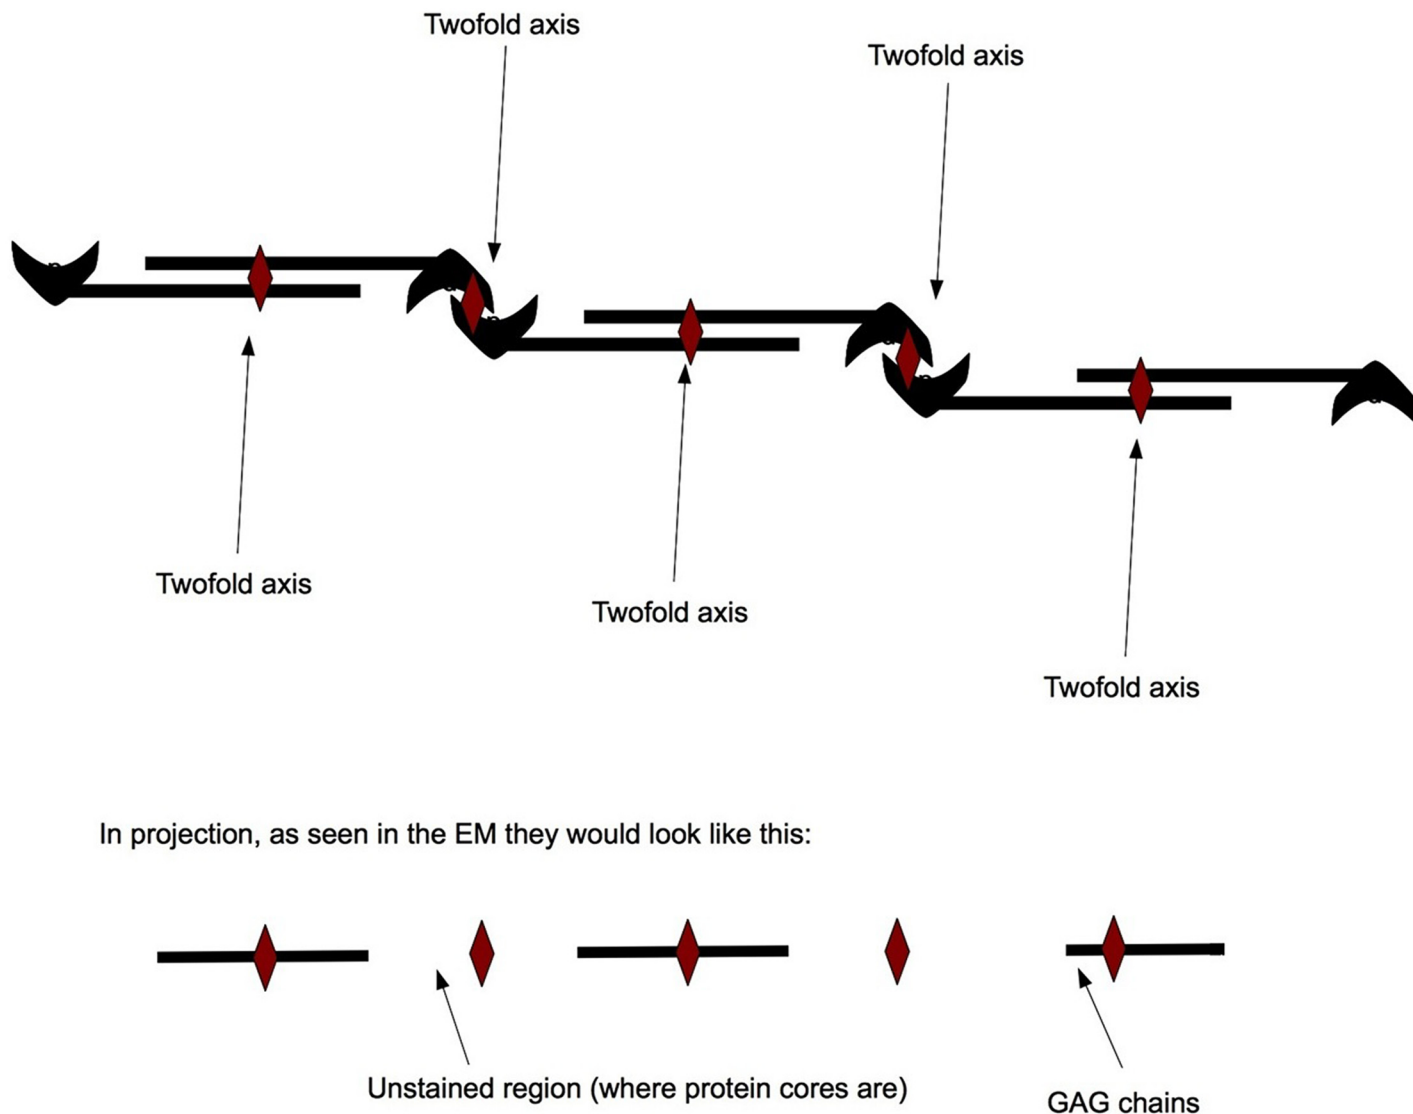 Twofold axis
Twofold axis
Twofold axis
Twofold axis
Twofold axis
In projection, as seen in the EM they would look like this:
Unstained region (where protein cores are)
GAG chains